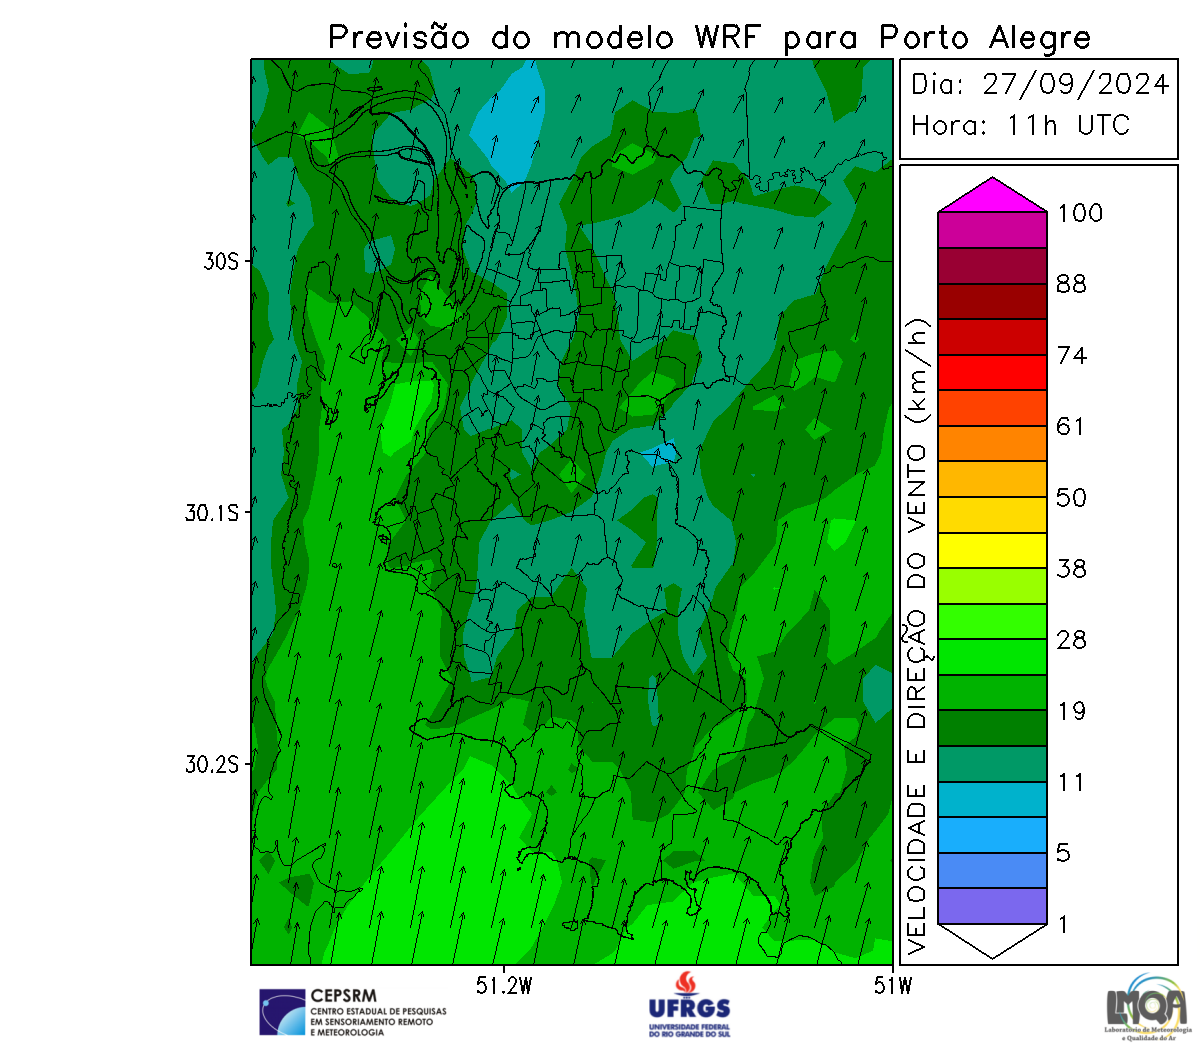 Previsão do modelo WRF para Porto Alegre
Dia: 27/09/2024
Hora: 11h UTC
30S
30.1S
30.2S
51.2W
51W
VELOCIDADE E DIREÇÃO DO VENTO (km/h)
100
88
74
61
50
38
28
19
11
5
1
CEPSRM
CENTRO ESTADUAL DE PESQUISAS
EM SENSORIAMENTO REMOTO
E METEOROLOGIA
UFRGS
UNIVERSIDADE FEDERAL
DO RIO GRANDE DO SUL
LMQA
Laboratório de Meteorologia
e Qualidade do Ar